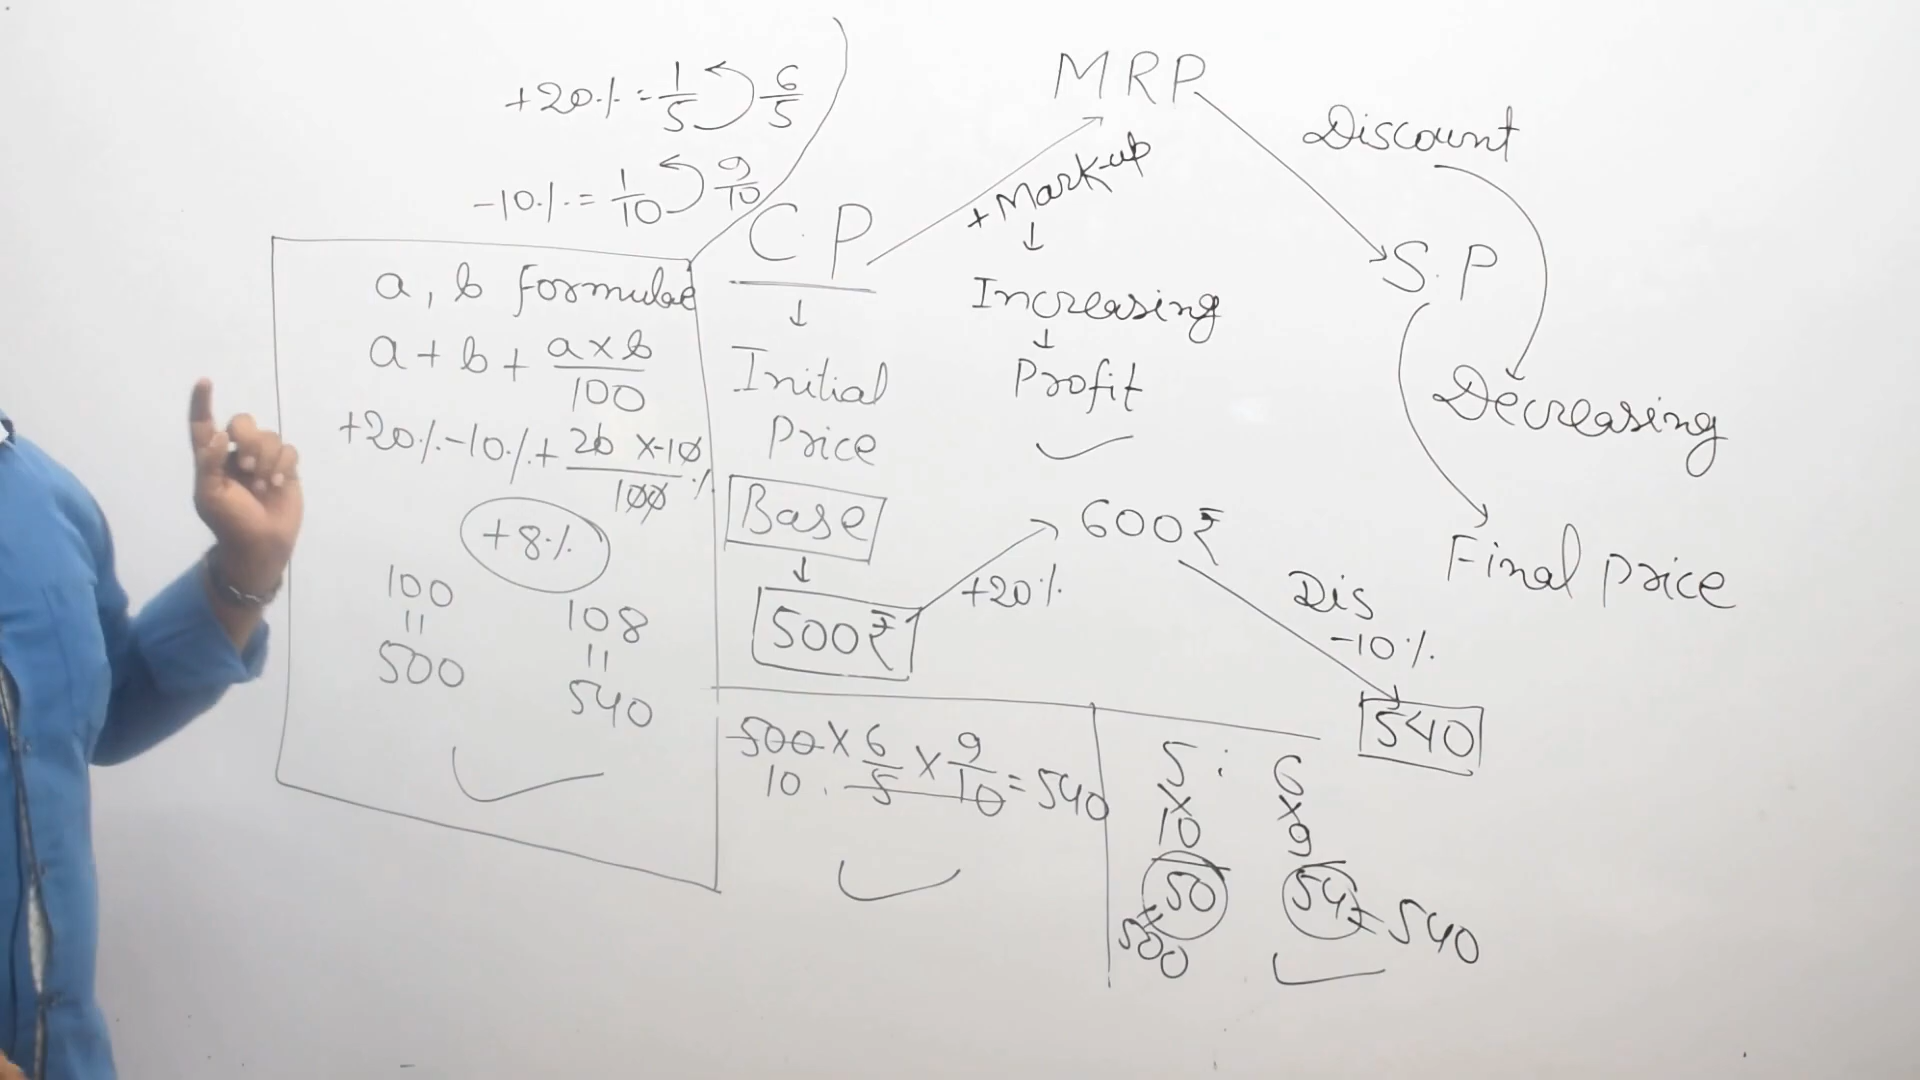 +20% = 1/5 6/5
-10% = 1/10 9/10
MRP
Discount
+ Mark-up
C.P
↓
Initial
Price
Base
↓
500₹
↓
Increasing
↓
Profit
S.P
Decreasing
Final price
600₹
+20%
Dis
-10%
540
a, b formulae
a + b + a×b/100
+20%-10%+ 20 ×-10/100 %
+8%
100 108
|| ||
500 540
500 × 6/5 × 9/10 = 540
10
5 : 6
× ×
10 9
50 54 = 540
=
500